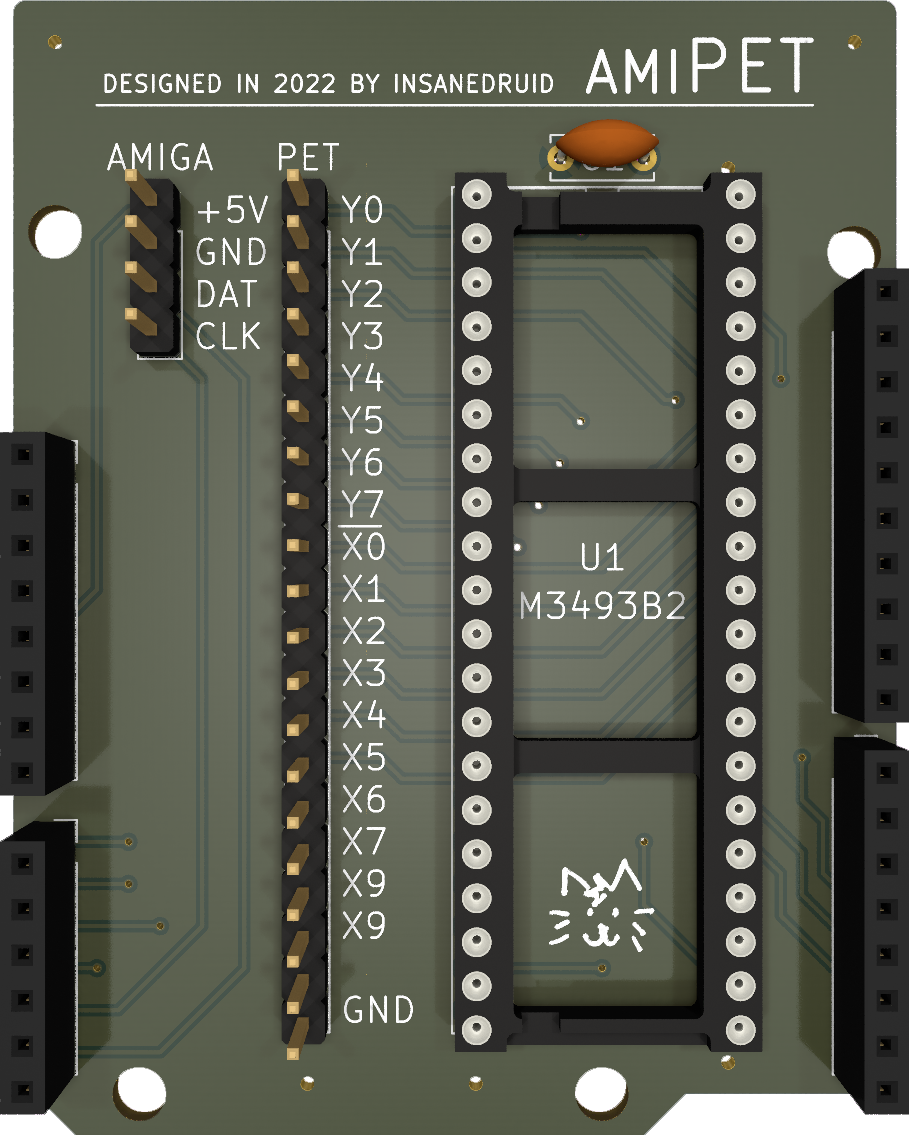 DESIGNED IN 2022 BY INSANEDRUID AMIPET
AMIGA
+5V
GND
DAT
CLK
PET
Y0
Y1
Y2
Y3
Y4
Y5
Y6
Y7
X0
X1
X2
X3
X4
X5
X6
X7
X9
X9
GND
U1
M3493B2